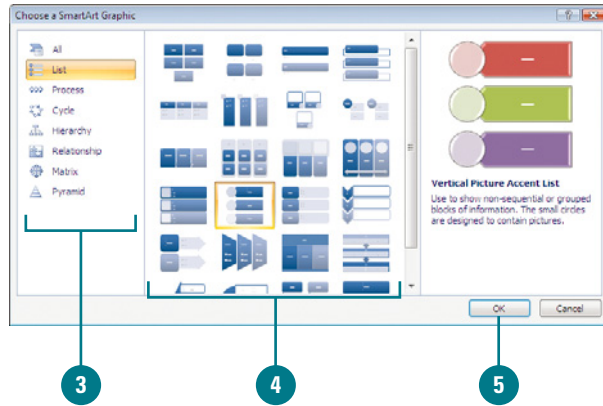 Choose a SmartArt Graphic
All
List
Process
Cycle
Hierarchy
Relationship
Matrix
Pyramid
Vertical Picture Accent List
Use to show non-sequential or grouped
blocks of information. The small circles
are designed to contain pictures.
OK
Cancel
3
4
5